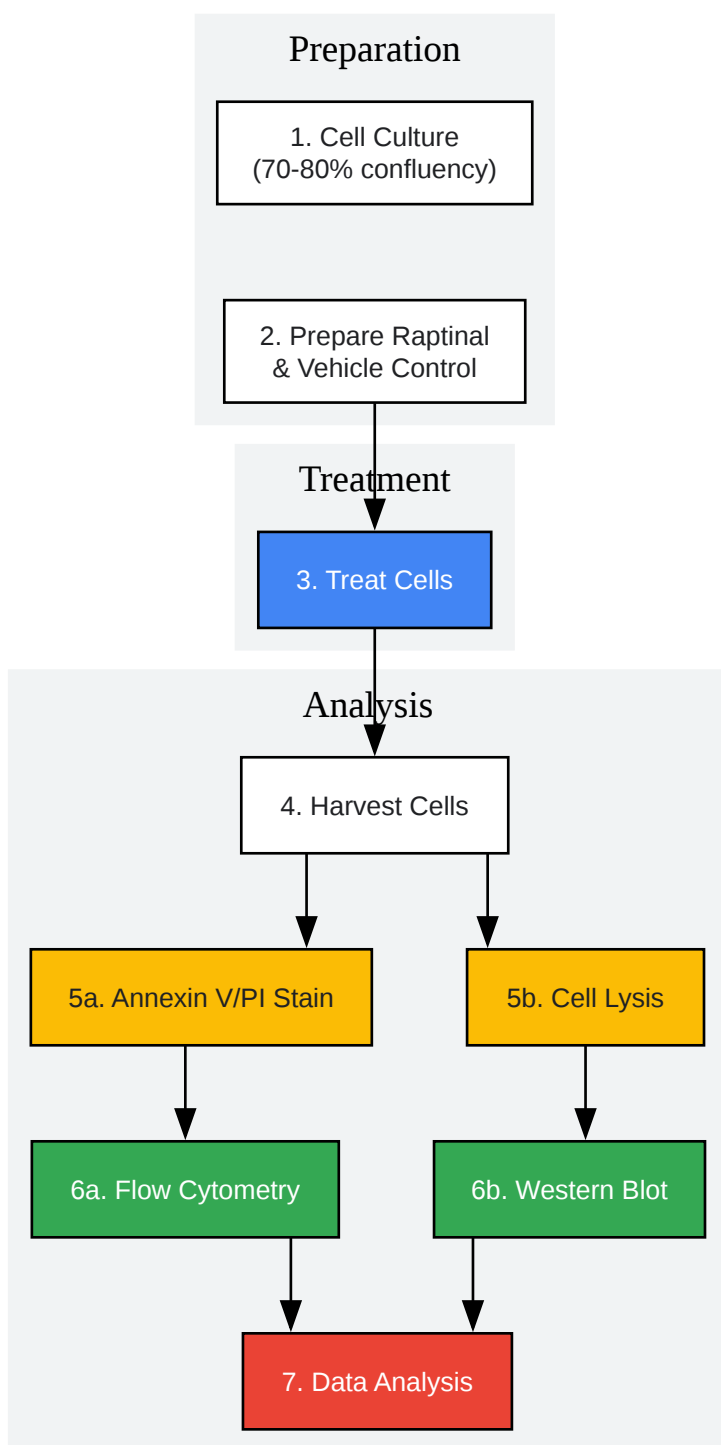 Preparation
1. Cell Culture
(70-80% confluency)
2. Prepare Raptinal
& Vehicle Control
Treatment
3. Treat Cells
Analysis
4. Harvest Cells
5a. Annexin V/PI Stain
5b. Cell Lysis
6a. Flow Cytometry
6b. Western Blot
7. Data Analysis